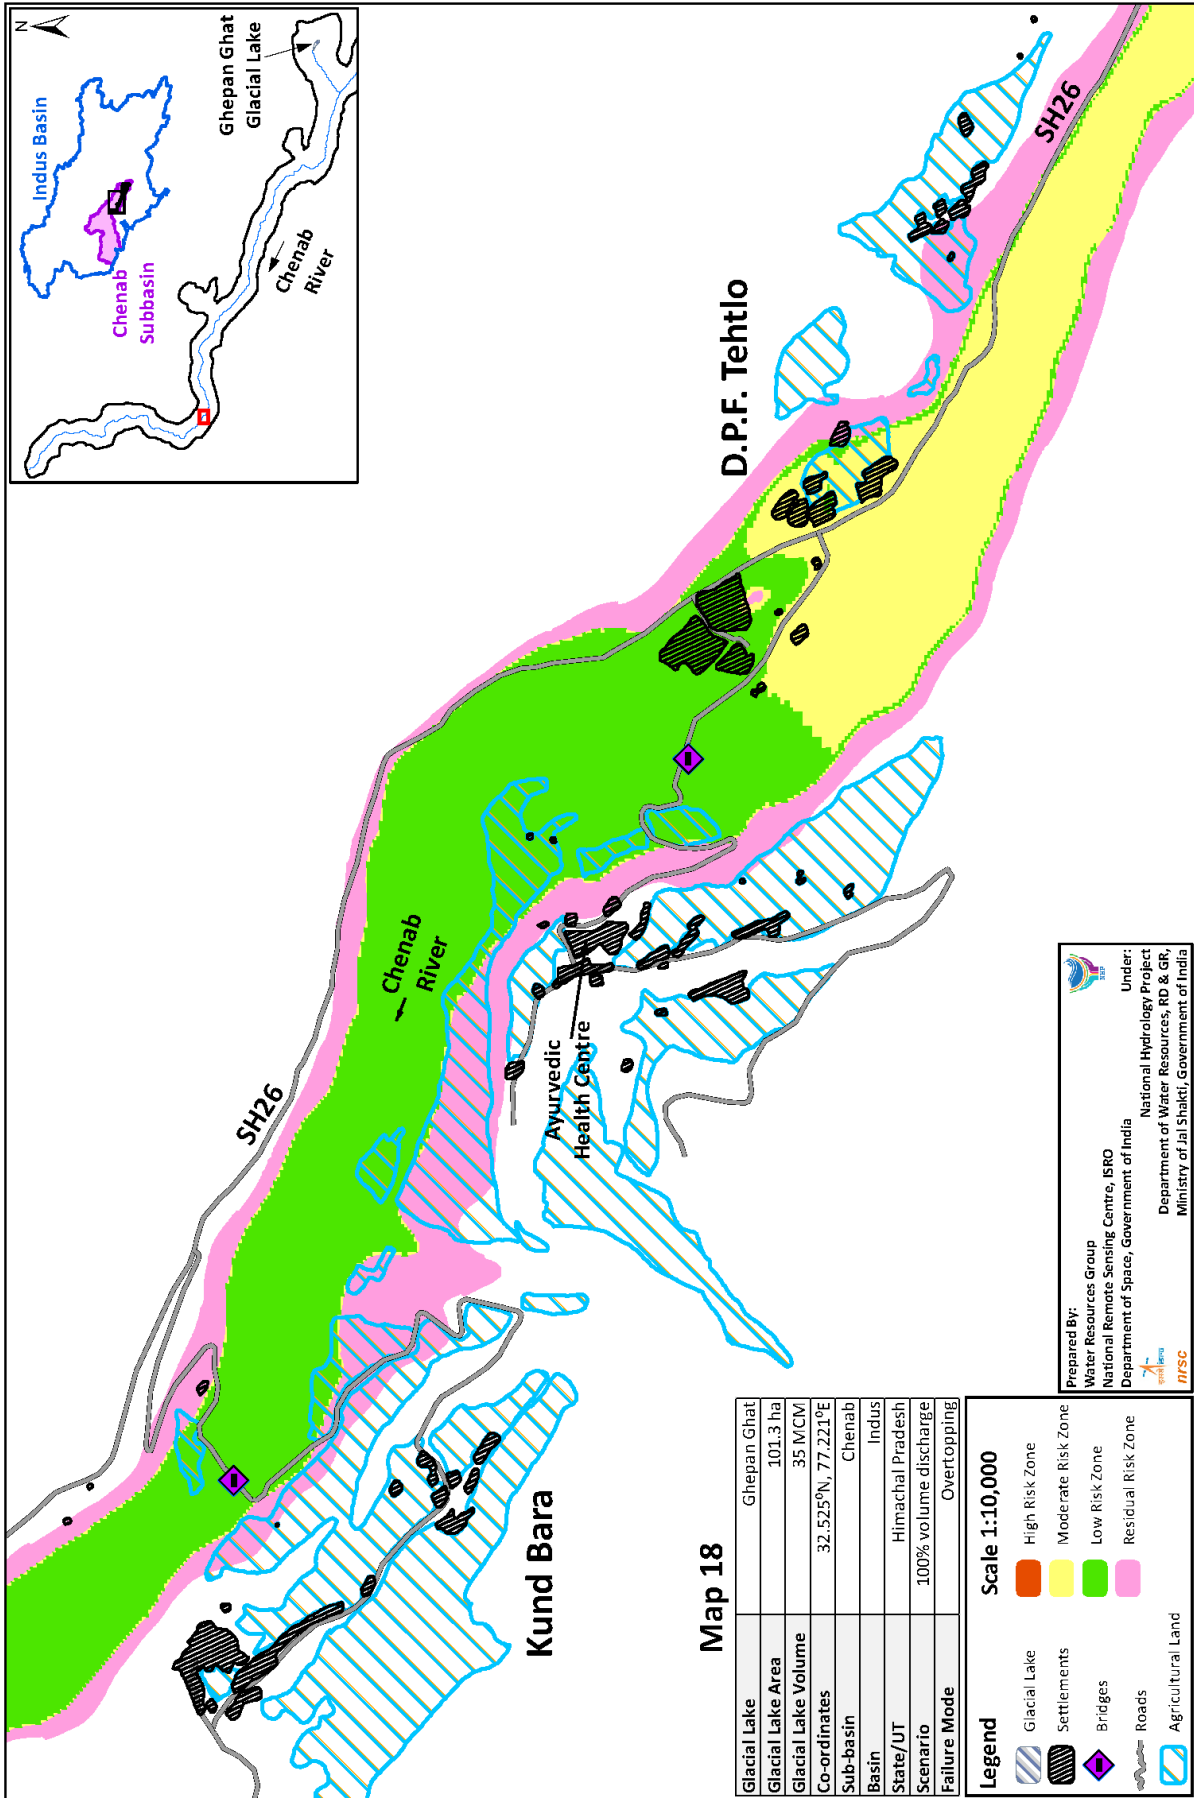 N
Indus Basin
Chenab
Subbasin
Ghepan Ghat
Glacial Lake
Chenab
River
SH26
D.P.F. Tehtlo
Chenab
River
SH26
Ayurvedic
Health Centre
Kund Bara
Map 18
Glacial Lake Ghepan Ghat
Glacial Lake Area 101.3 ha
Glacial Lake Volume 35 MCM
Co-ordinates 32.525°N, 77.221°E
Sub-basin Chenab
Basin Indus
State/UT Himachal Pradesh
Scenario 100% volume discharge
Failure Mode Overtopping
Legend
Scale 1:10,000
Glacial Lake
Settlements
Bridges
Roads
Agricultural Land
High Risk Zone
Moderate Risk Zone
Low Risk Zone
Residual Risk Zone
Prepared By:
Water Resources Group
National Remote Sensing Centre, ISRO
Department of Space, Government of India
Under:
National Hydrology Project
Department of Water Resources, RD & GR,
Ministry of Jal Shakti, Government of India
NHP
इसरो isro
nrsc